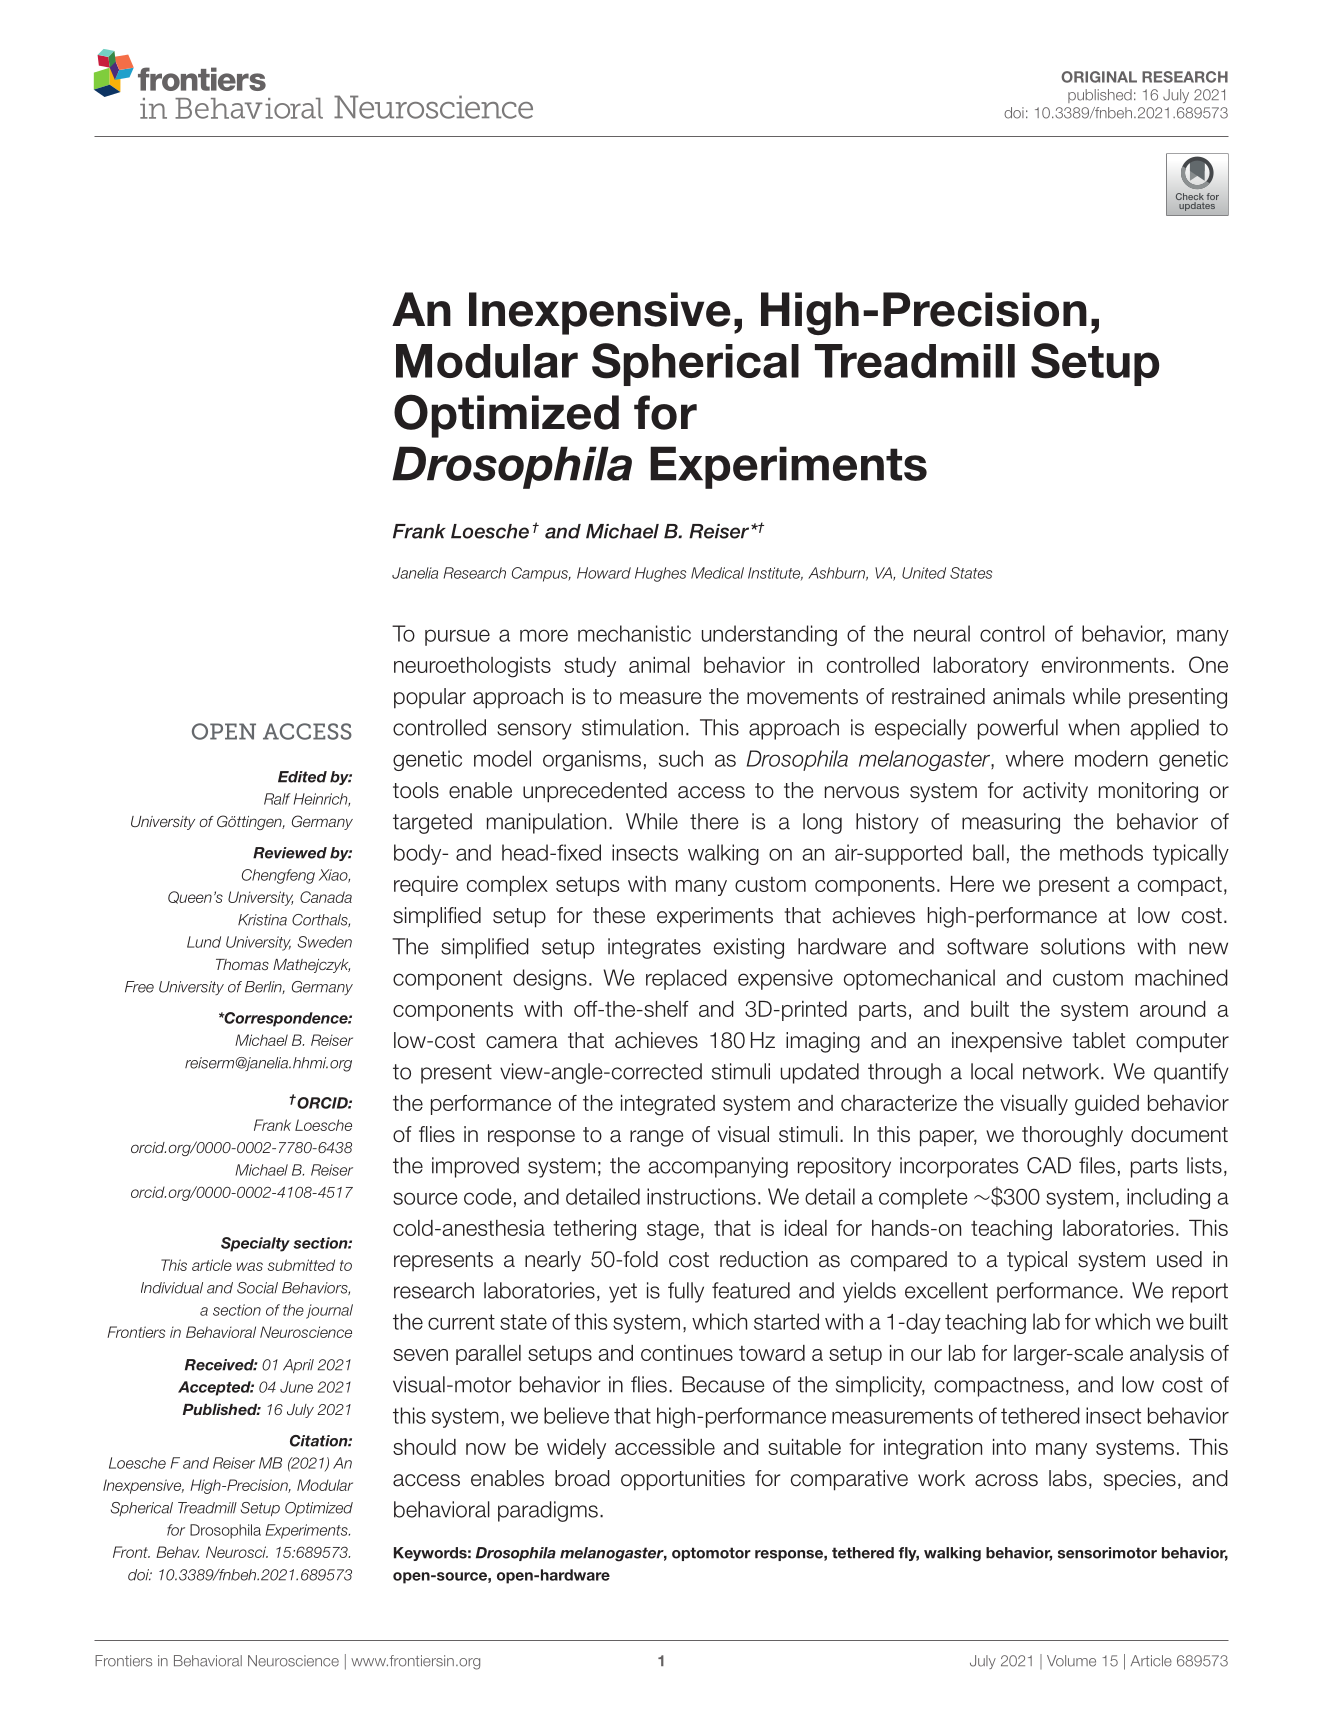 frontiers
in Behavioral Neuroscience
ORIGINAL RESEARCH
published: 16 July 2021
doi: 10.3389/fnbeh.2021.689573
Check for
updates
An Inexpensive, High-Precision,
Modular Spherical Treadmill Setup
Optimized for
Drosophila Experiments
Frank Loesche† and Michael B. Reiser*†
Janelia Research Campus, Howard Hughes Medical Institute, Ashburn, VA, United States
OPEN ACCESS
Edited by:
Ralf Heinrich,
University of Göttingen, Germany
Reviewed by:
Chengfeng Xiao,
Queen's University, Canada
Kristina Corthals,
Lund University, Sweden
Thomas Mathejczyk,
Free University of Berlin, Germany
*Correspondence:
Michael B. Reiser
reiserm@janelia.hhmi.org
†ORCID:
Frank Loesche
orcid.org/0000-0002-7780-6438
Michael B. Reiser
orcid.org/0000-0002-4108-4517
Specialty section:
This article was submitted to
Individual and Social Behaviors,
a section of the journal
Frontiers in Behavioral Neuroscience
Received: 01 April 2021
Accepted: 04 June 2021
Published: 16 July 2021
Citation:
Loesche F and Reiser MB (2021) An
Inexpensive, High-Precision, Modular
Spherical Treadmill Setup Optimized
for Drosophila Experiments.
Front. Behav. Neurosci. 15:689573.
doi: 10.3389/fnbeh.2021.689573
To pursue a more mechanistic understanding of the neural control of behavior, many
neuroethologists study animal behavior in controlled laboratory environments. One
popular approach is to measure the movements of restrained animals while presenting
controlled sensory stimulation. This approach is especially powerful when applied to
genetic model organisms, such as Drosophila melanogaster, where modern genetic
tools enable unprecedented access to the nervous system for activity monitoring or
targeted manipulation. While there is a long history of measuring the behavior of
body- and head-fixed insects walking on an air-supported ball, the methods typically
require complex setups with many custom components. Here we present a compact,
simplified setup for these experiments that achieves high-performance at low cost.
The simplified setup integrates existing hardware and software solutions with new
component designs. We replaced expensive optomechanical and custom machined
components with off-the-shelf and 3D-printed parts, and built the system around a
low-cost camera that achieves 180 Hz imaging and an inexpensive tablet computer
to present view-angle-corrected stimuli updated through a local network. We quantify
the performance of the integrated system and characterize the visually guided behavior
of flies in response to a range of visual stimuli. In this paper, we thoroughly document
the improved system; the accompanying repository incorporates CAD files, parts lists,
source code, and detailed instructions. We detail a complete ~$300 system, including a
cold-anesthesia tethering stage, that is ideal for hands-on teaching laboratories. This
represents a nearly 50-fold cost reduction as compared to a typical system used in
research laboratories, yet is fully featured and yields excellent performance. We report
the current state of this system, which started with a 1-day teaching lab for which we built
seven parallel setups and continues toward a setup in our lab for larger-scale analysis of
visual-motor behavior in flies. Because of the simplicity, compactness, and low cost of
this system, we believe that high-performance measurements of tethered insect behavior
should now be widely accessible and suitable for integration into many systems. This
access enables broad opportunities for comparative work across labs, species, and
behavioral paradigms.
Keywords: Drosophila melanogaster, optomotor response, tethered fly, walking behavior, sensorimotor behavior,
open-source, open-hardware
Frontiers in Behavioral Neuroscience | www.frontiersin.org
1
July 2021 | Volume 15 | Article 689573